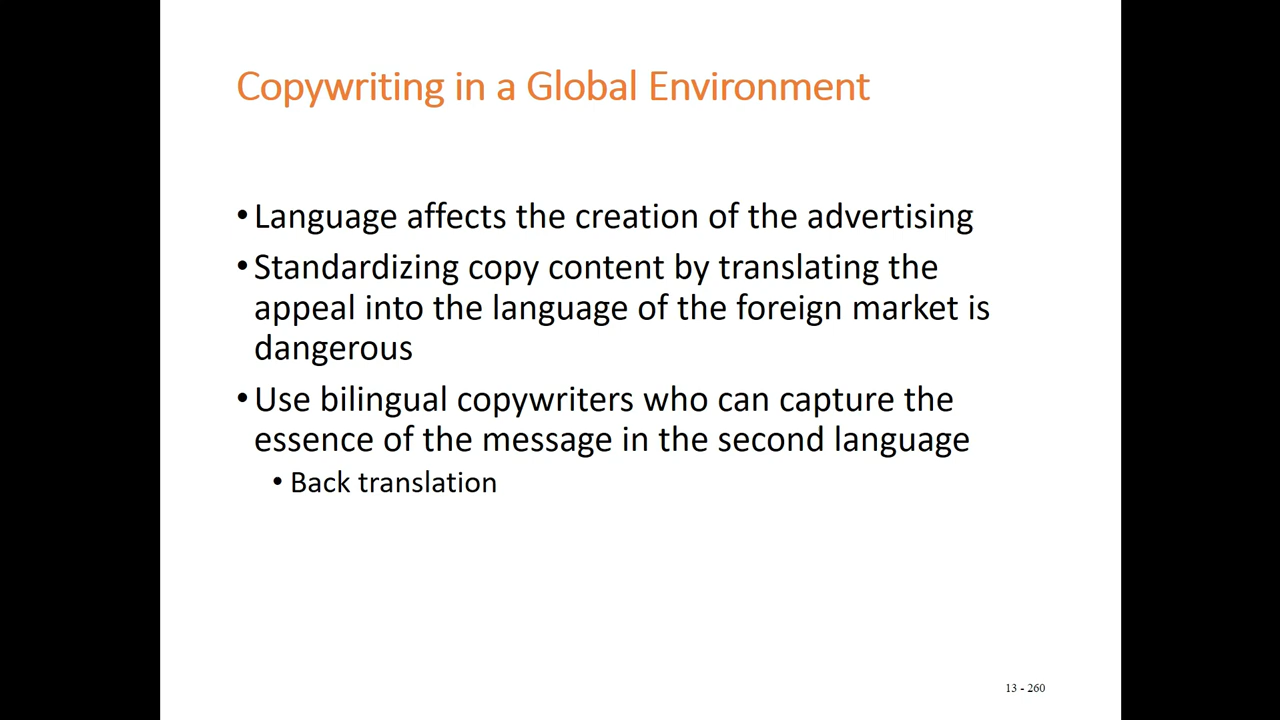 Copywriting in a Global Environment
• Language affects the creation of the advertising
• Standardizing copy content by translating the
appeal into the language of the foreign market is
dangerous
• Use bilingual copywriters who can capture the
essence of the message in the second language
• Back translation
13 - 260